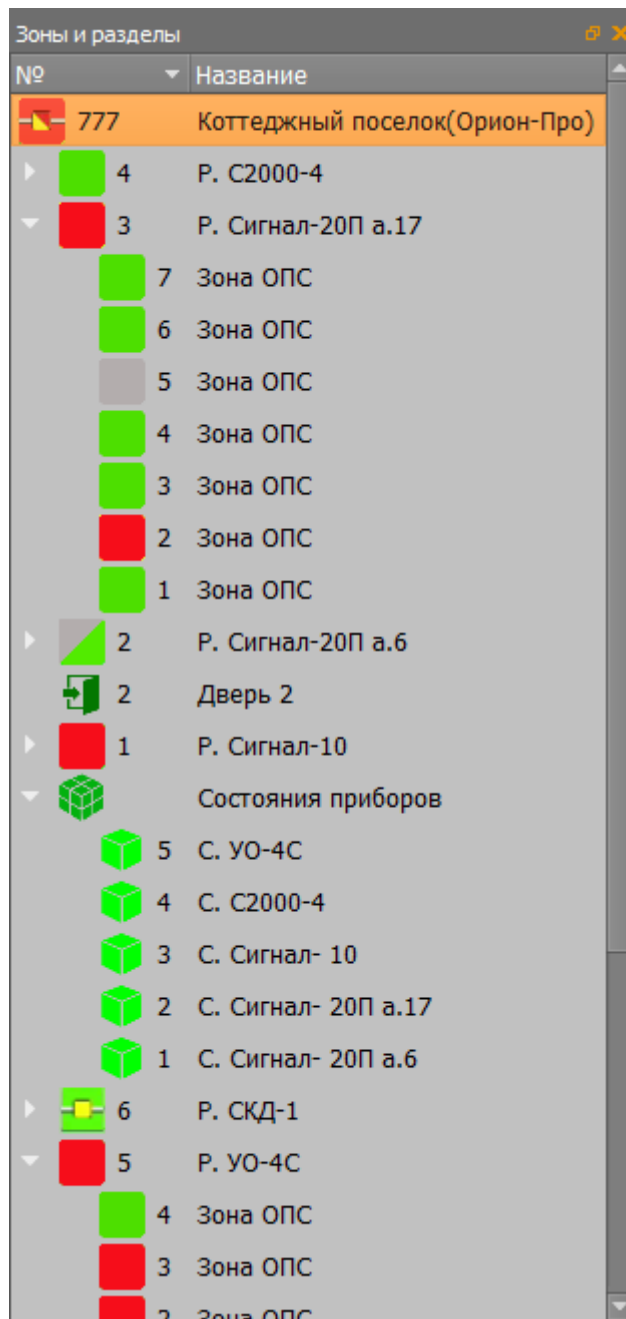 Зоны и разделы
№ Название
777 Коттеджный поселок(Орион-Про)
4 Р. С2000-4
3 Р. Сигнал-20П а.17
7 Зона ОПС
6 Зона ОПС
5 Зона ОПС
4 Зона ОПС
3 Зона ОПС
2 Зона ОПС
1 Зона ОПС
2 Р. Сигнал-20П а.6
2 Дверь 2
1 Р. Сигнал-10
Состояния приборов
5 С. УО-4С
4 С. С2000-4
3 С. Сигнал- 10
2 С. Сигнал- 20П а.17
1 С. Сигнал- 20П а.6
6 Р. СКД-1
5 Р. УО-4С
4 Зона ОПС
3 Зона ОПС
2 Зона ОПС